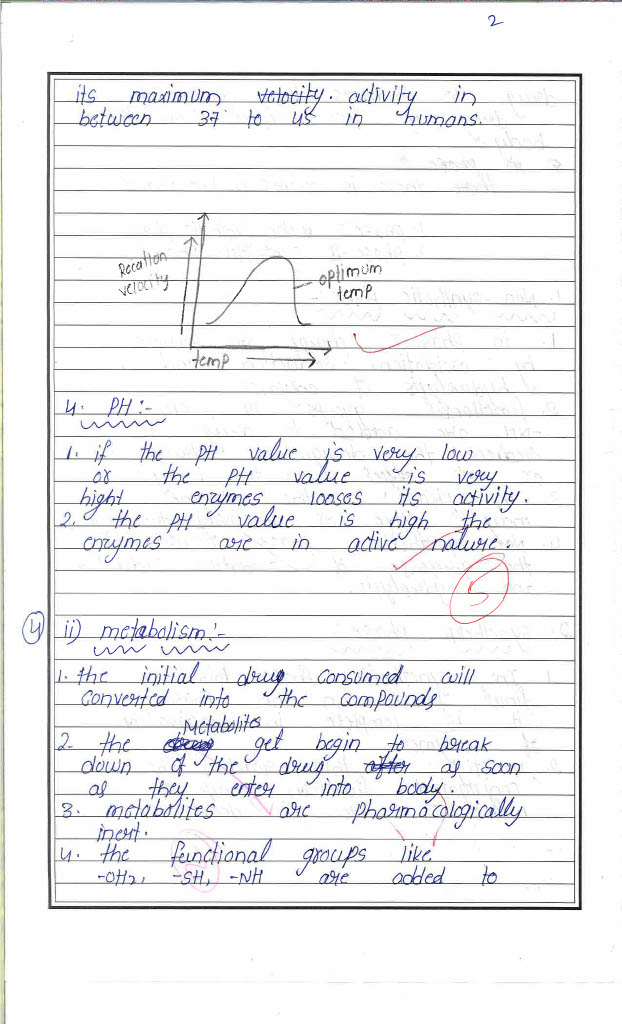 2
its maximum velocity. activity in
between 37 to 45 in humans.
Recation
velocity
optimum
temp
temp
4. PH :-
1. if the PH value is very low
or the PH value is very
hight enzymes looses its activity.
2. the PH value is high the
enzymes are in active nature.
5
4 ii) metabolism:-
1. the initial drug consumed will
converted into the compounds
Metabolites
2- the drug get begin to break
down of the drug after as soon
as they enter into body.
3. metabolites are pharmacologically
inert.
4. the functional groups like
-OH2, -SH, -NH are added to